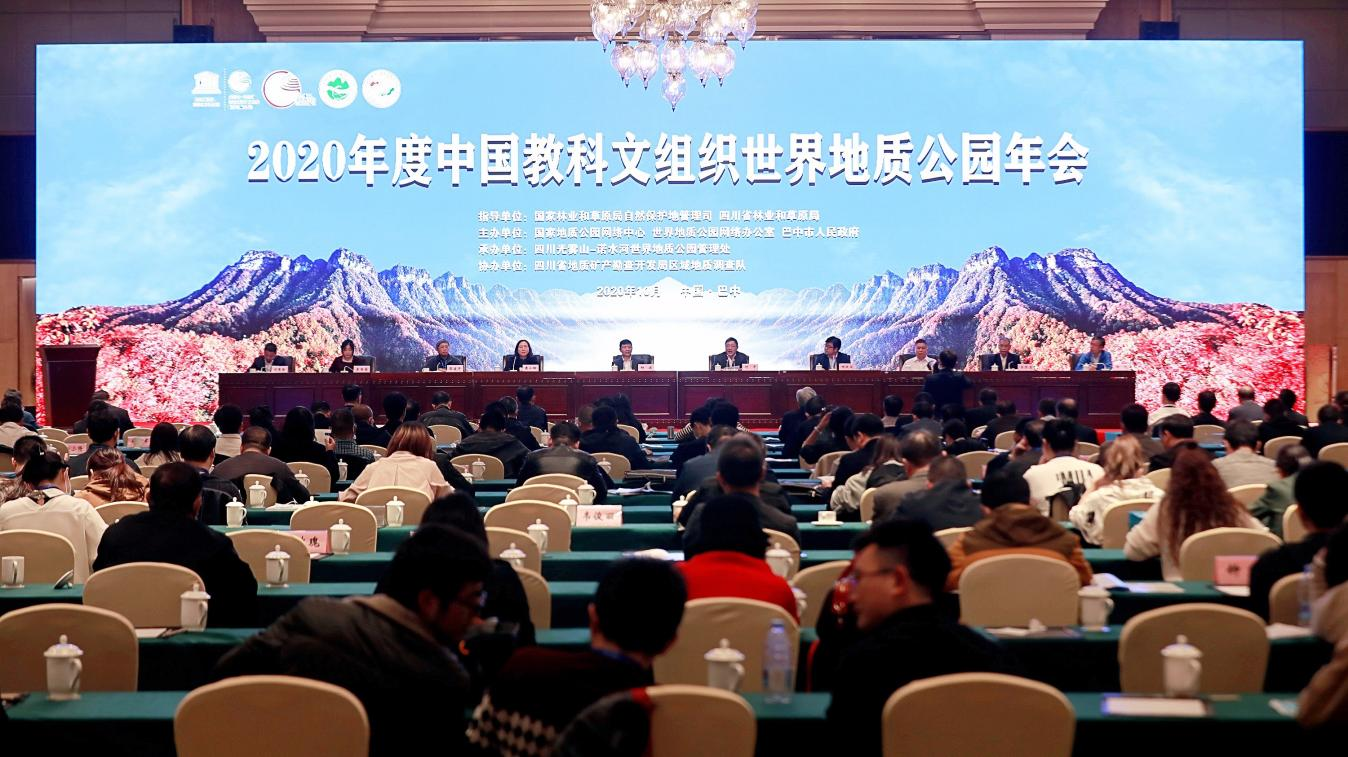 2020年度中国教科文组织世界地质公园年会
指导单位：国家林业和草原局自然保护地管理司 四川省林业和草原局
主办单位：国家地质公园网络中心 世界地质公园网络办公室 巴中市人民政府
承办单位：四川光雾山-诺水河世界地质公园管理处
协办单位：四川省地质矿产勘查开发局区域地质调查队
2020年10月 中国·巴中